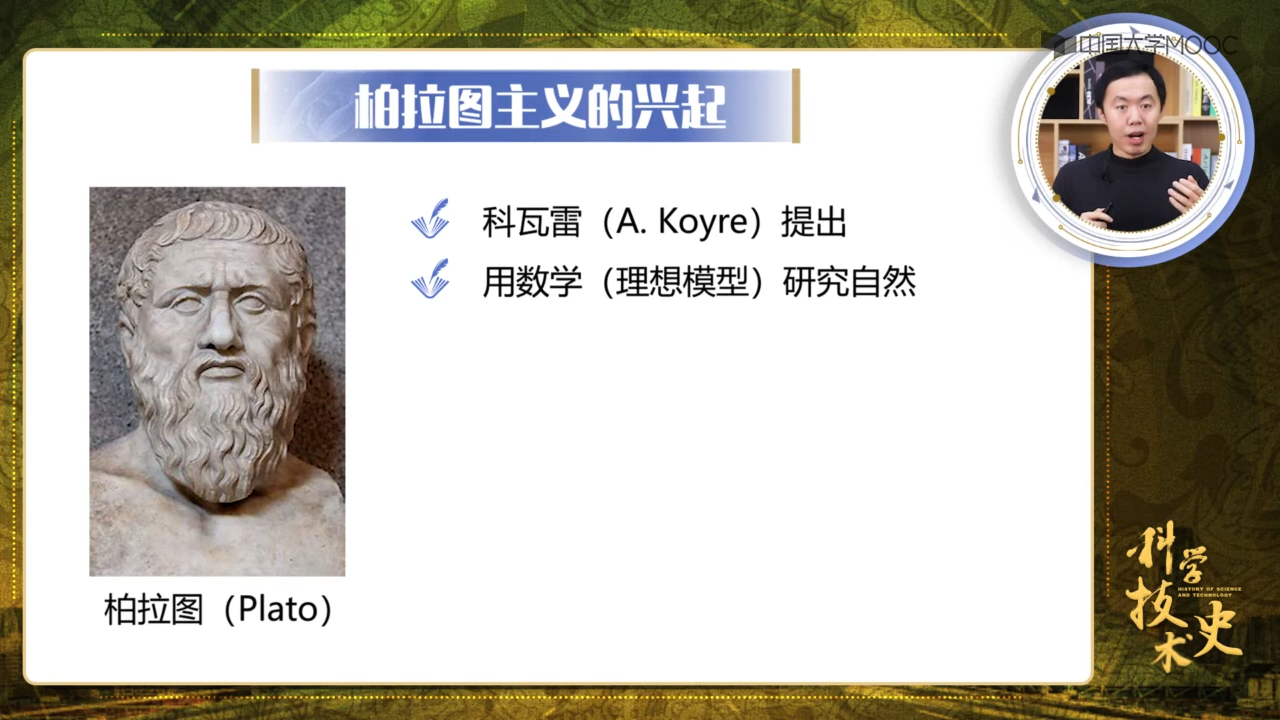 中国大学MOOC
柏拉图主义的兴起
科瓦雷（A. Koyre）提出
用数学（理想模型）研究自然
柏拉图（Plato）
科学
技术史
HISTORY OF SCIENCE
AND TECHNOLOGY